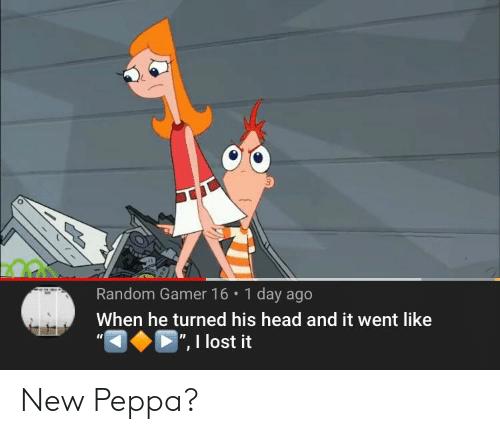 Random Gamer 16 • 1 day ago
When he turned his head and it went like
"◀️🔶▶️", I lost it
New Peppa?